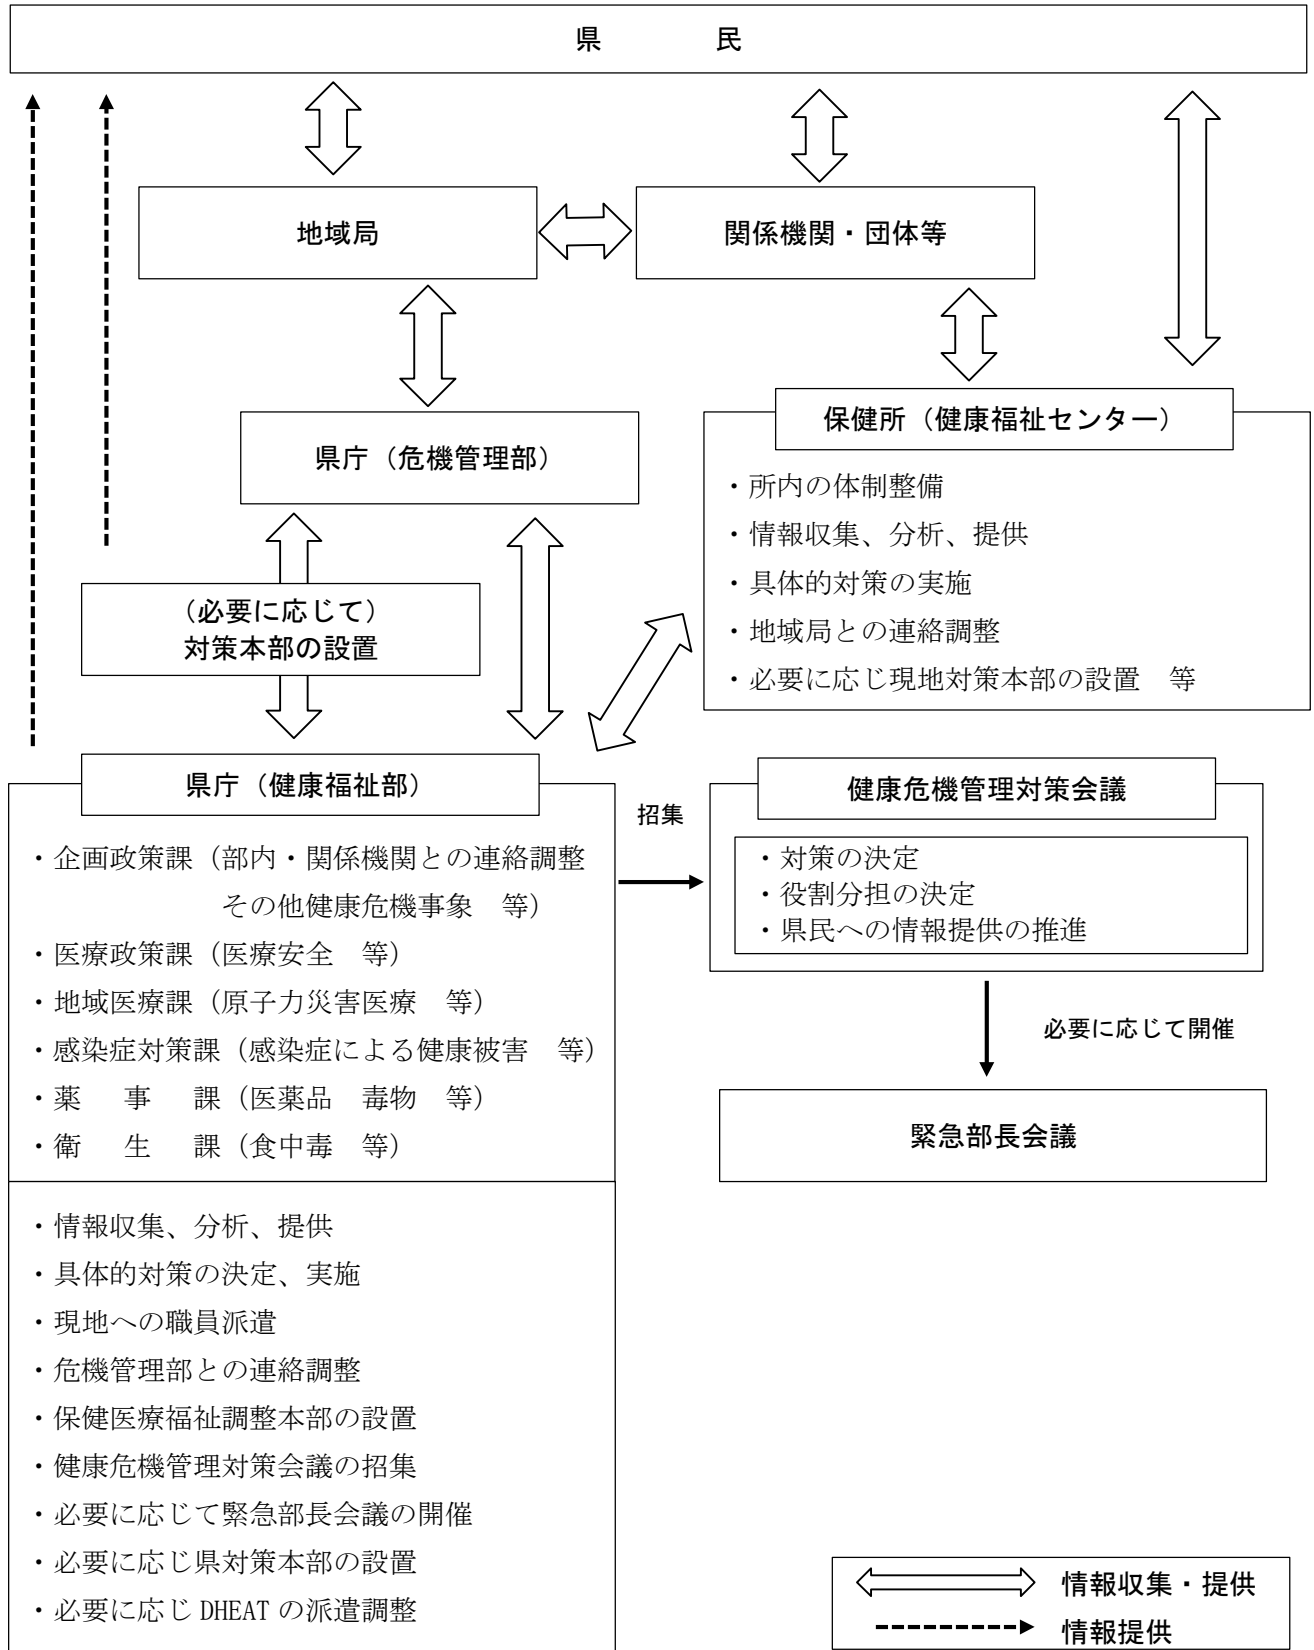 県　　　民
地域局
関係機関・団体等
県庁（危機管理部）
保健所（健康福祉センター）
・所内の体制整備
・情報収集、分析、提供
・具体的対策の実施
・地域局との連絡調整
・必要に応じ現地対策本部の設置　等
（必要に応じて）
対策本部の設置
県庁（健康福祉部）
・企画政策課（部内・関係機関との連絡調整
その他健康危機事象　等）
・医療政策課（医療安全　等）
・地域医療課（原子力災害医療　等）
・感染症対策課（感染症による健康被害　等）
・薬　事　課（医薬品　毒物　等）
・衛　生　課（食中毒　等）
・情報収集、分析、提供
・具体的対策の決定、実施
・現地への職員派遣
・危機管理部との連絡調整
・保健医療福祉調整本部の設置
・健康危機管理対策会議の招集
・必要に応じて緊急部長会議の開催
・必要に応じ県対策本部の設置
・必要に応じ DHEAT の派遣調整
招集
健康危機管理対策会議
・対策の決定
・役割分担の決定
・県民への情報提供の推進
必要に応じて開催
緊急部長会議
情報収集・提供
情報提供